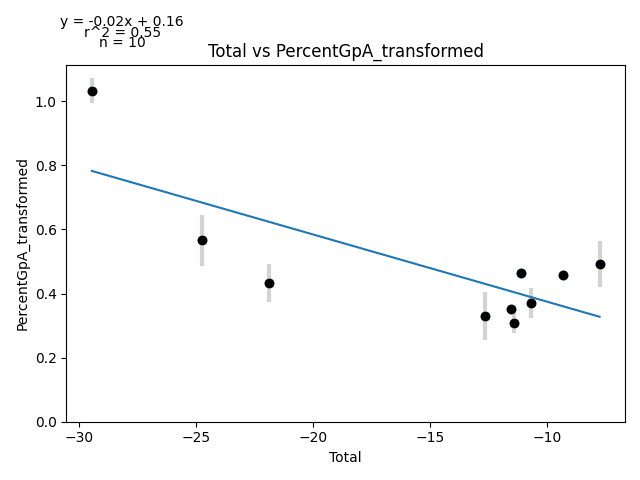 y = -0.02x + 0.16
r^2 = 0.55
n = 10
Total vs PercentGpA_transformed
PercentGpA_transformed
1.0
0.8
0.6
0.4
0.2
0.0
−30
−25
−20
−15
−10
Total